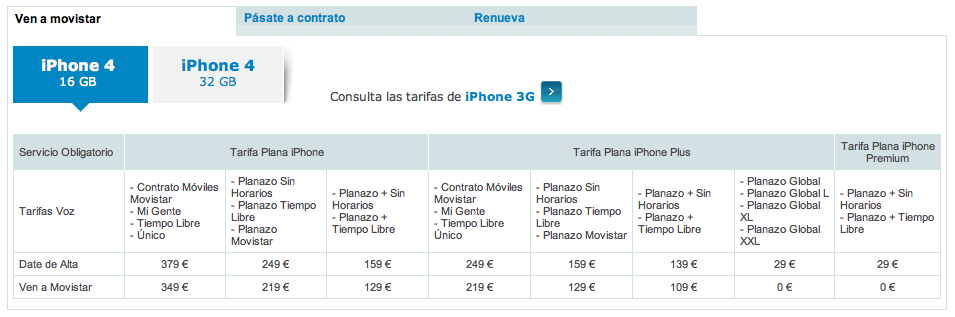 Ven a movistar
Pásate a contrato
Renueva
iPhone 4
16 GB
iPhone 4
32 GB
Consulta las tarifas de iPhone 3G
Servicio Obligatorio
Tarifa Plana iPhone
Tarifa Plana iPhone Plus
Tarifa Plana iPhone
Premium
Tarifas Voz
- Contrato Móviles
Movistar
- Mi Gente
- Tiempo Libre
- Único
- Planazo Sin
Horarios
- Planazo Tiempo
Libre
- Planazo
Movistar
- Planazo + Sin
Horarios
- Planazo +
Tiempo Libre
- Contrato Móviles
Movistar
- Mi Gente
- Tiempo Libre
Único
- Planazo Sin
Horarios
- Planazo Tiempo
Libre
- Planazo Movistar
- Planazo + Sin
Horarios
- Planazo +
Tiempo Libre
- Planazo Global
- Planazo Global L
- Planazo Global
XL
- Planazo Global
XXL
- Planazo + Sin
Horarios
- Planazo + Tiempo
Libre
Date de Alta
379 €
249 €
159 €
249 €
159 €
139 €
29 €
29 €
Ven a Movistar
349 €
219 €
129 €
219 €
129 €
109 €
0 €
0 €